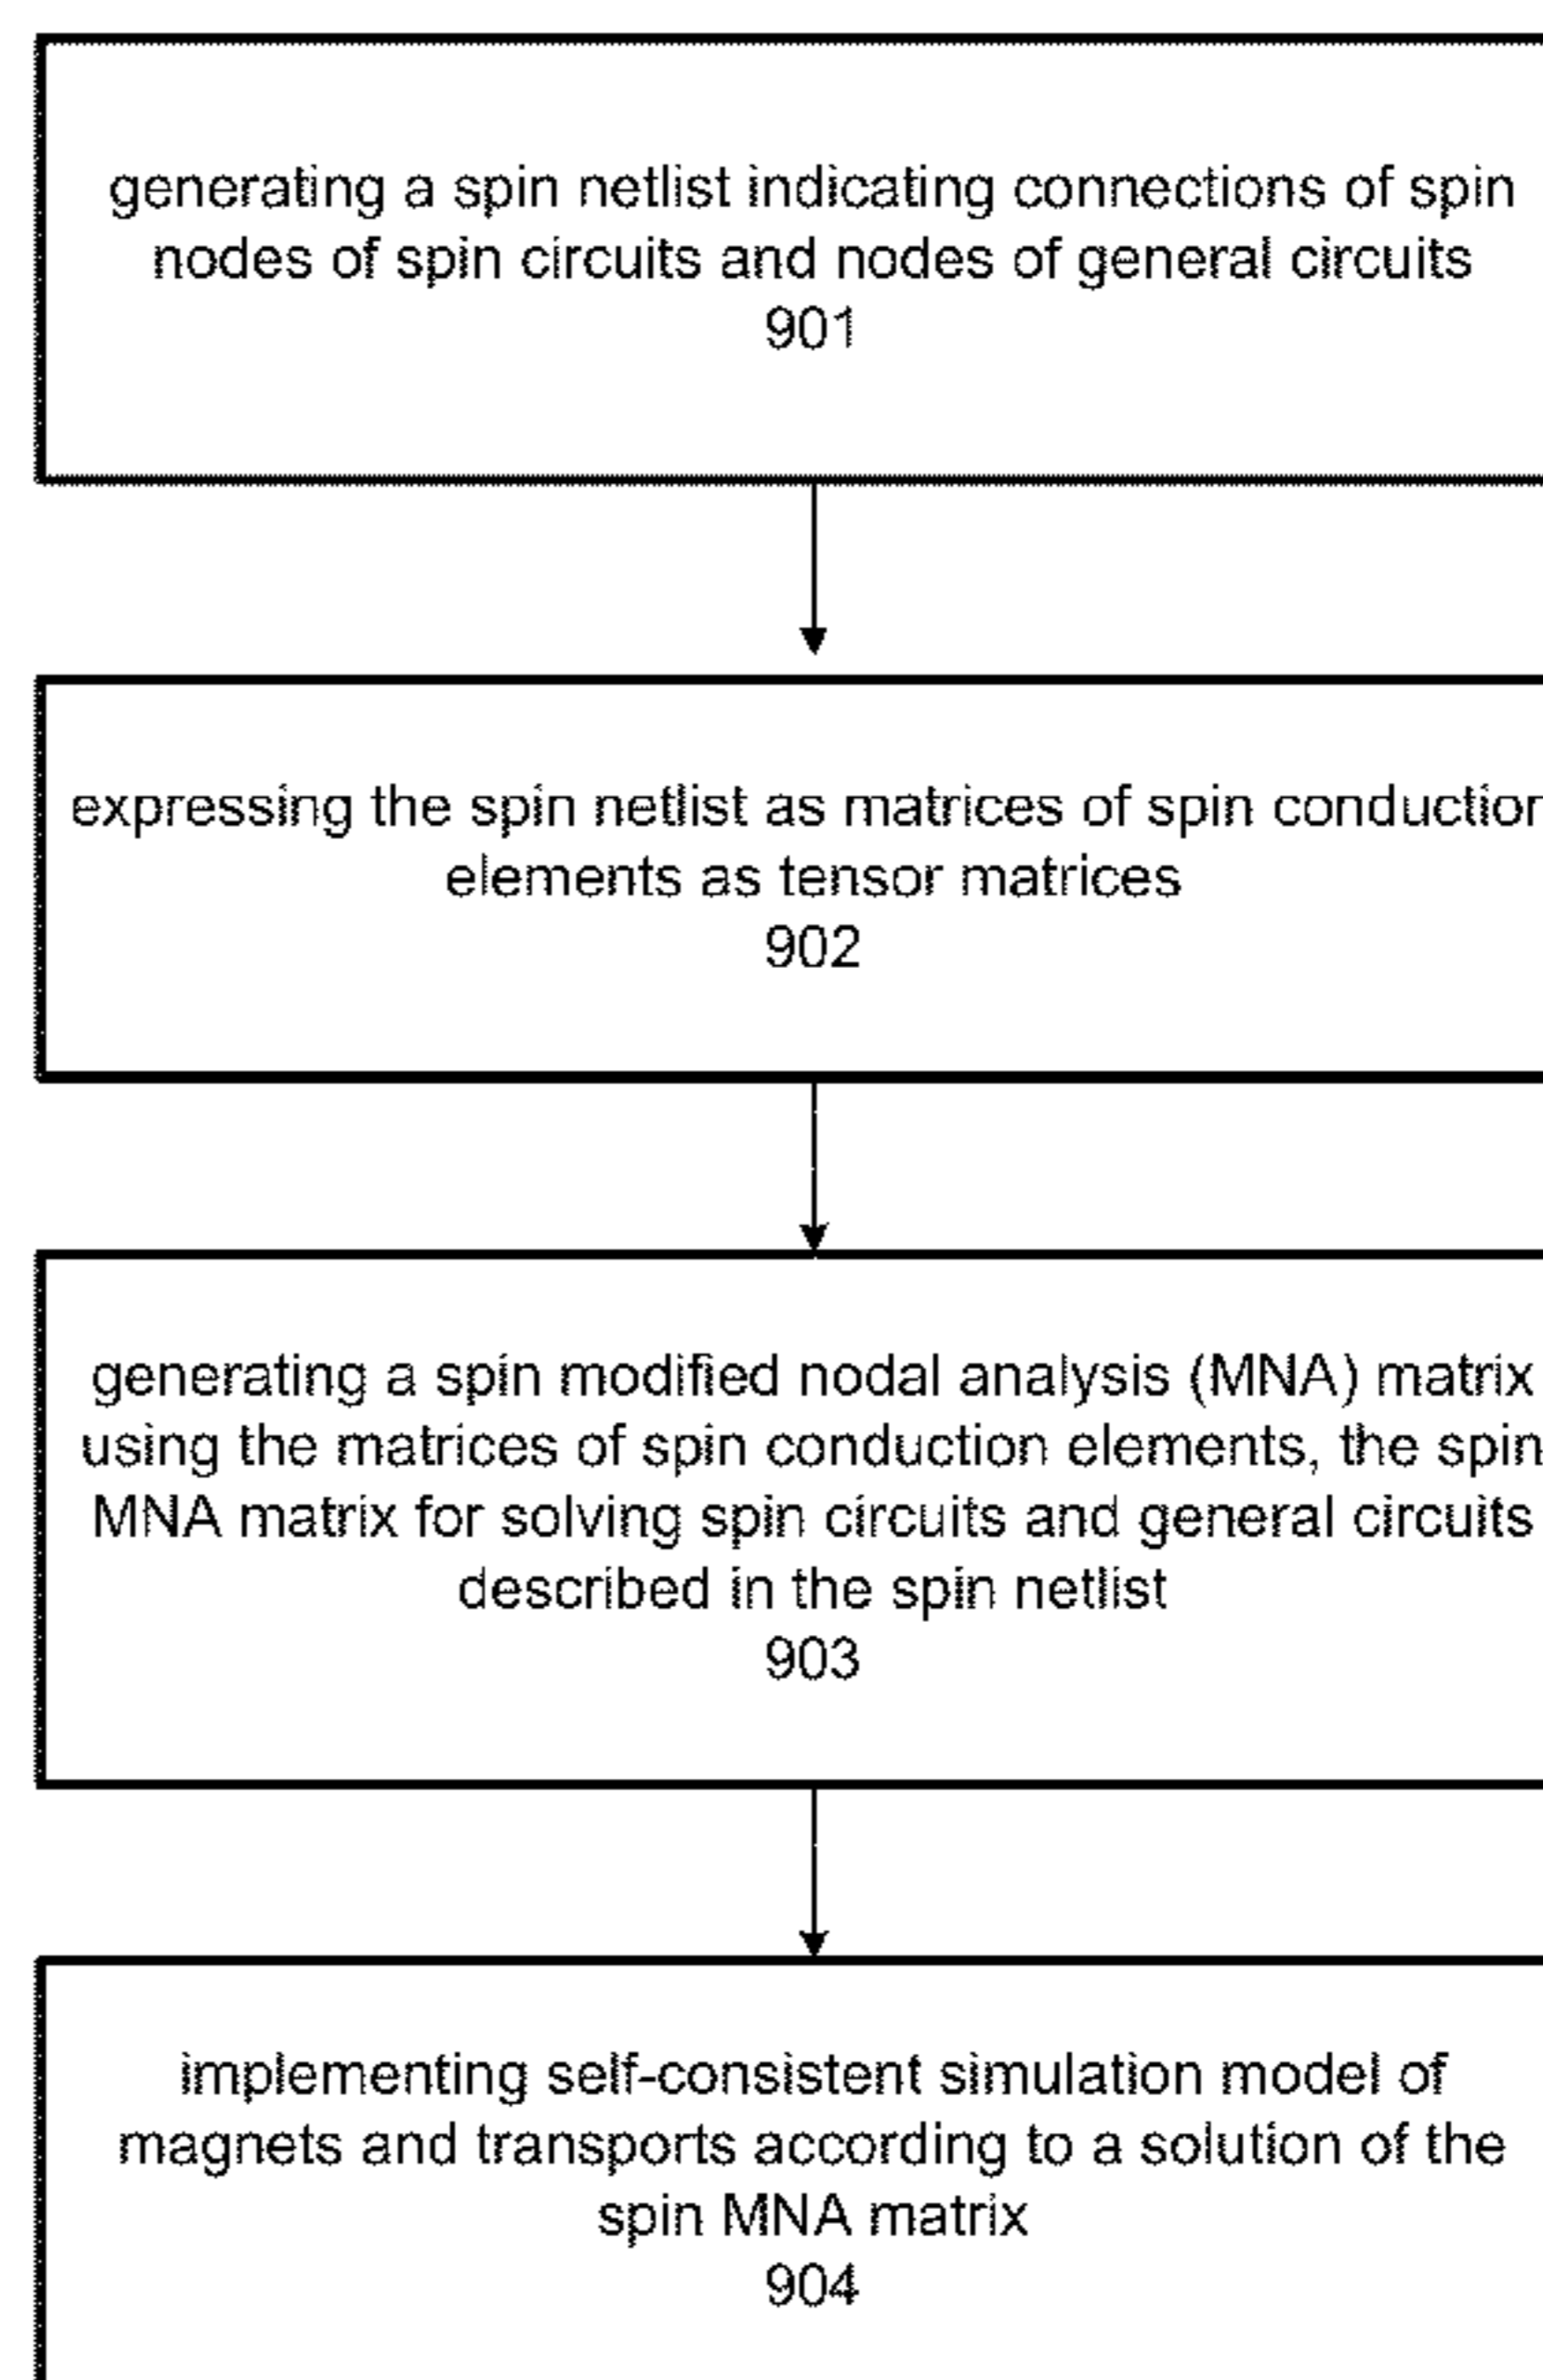 generating a spin netlist indicating connections of spin
nodes of spin circuits and nodes of general circuits
901
expressing the spin netlist as matrices of spin conduction
elements as tensor matrices
902
generating a spin modified nodal analysis (MNA) matrix
using the matrices of spin conduction elements, the spin
MNA matrix for solving spin circuits and general circuits
described in the spin netlist
903
implementing self-consistent simulation model of
magnets and transports according to a solution of the
spin MNA matrix
904